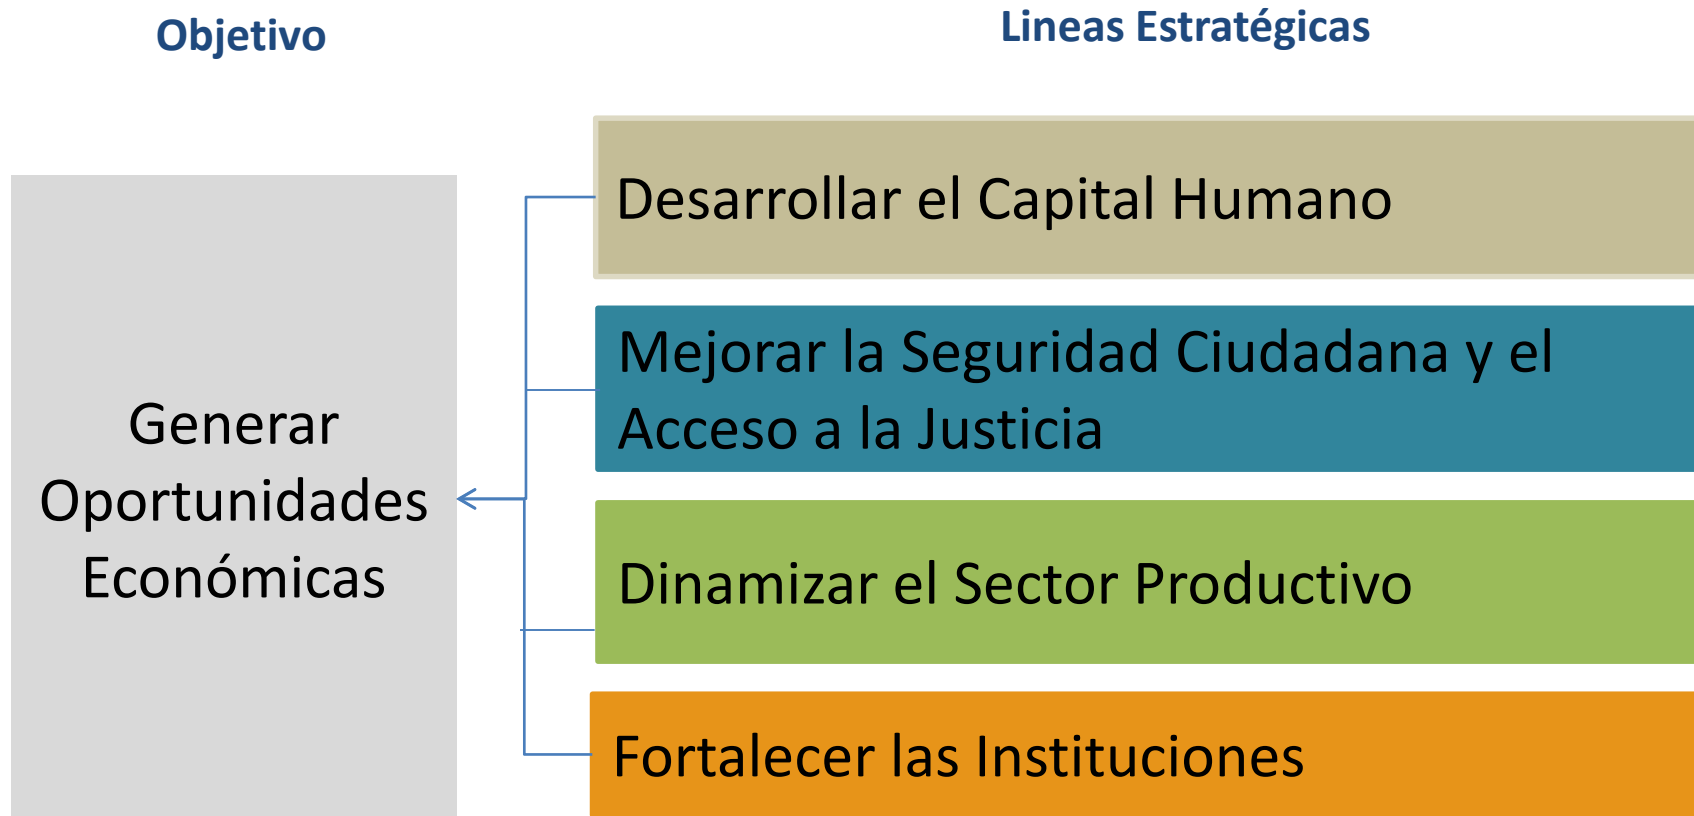 Objetivo
Lineas Estratégicas
Generar
Oportunidades
Económicas
Desarrollar el Capital Humano
Mejorar la Seguridad Ciudadana y el
Acceso a la Justicia
Dinamizar el Sector Productivo
Fortalecer las Instituciones